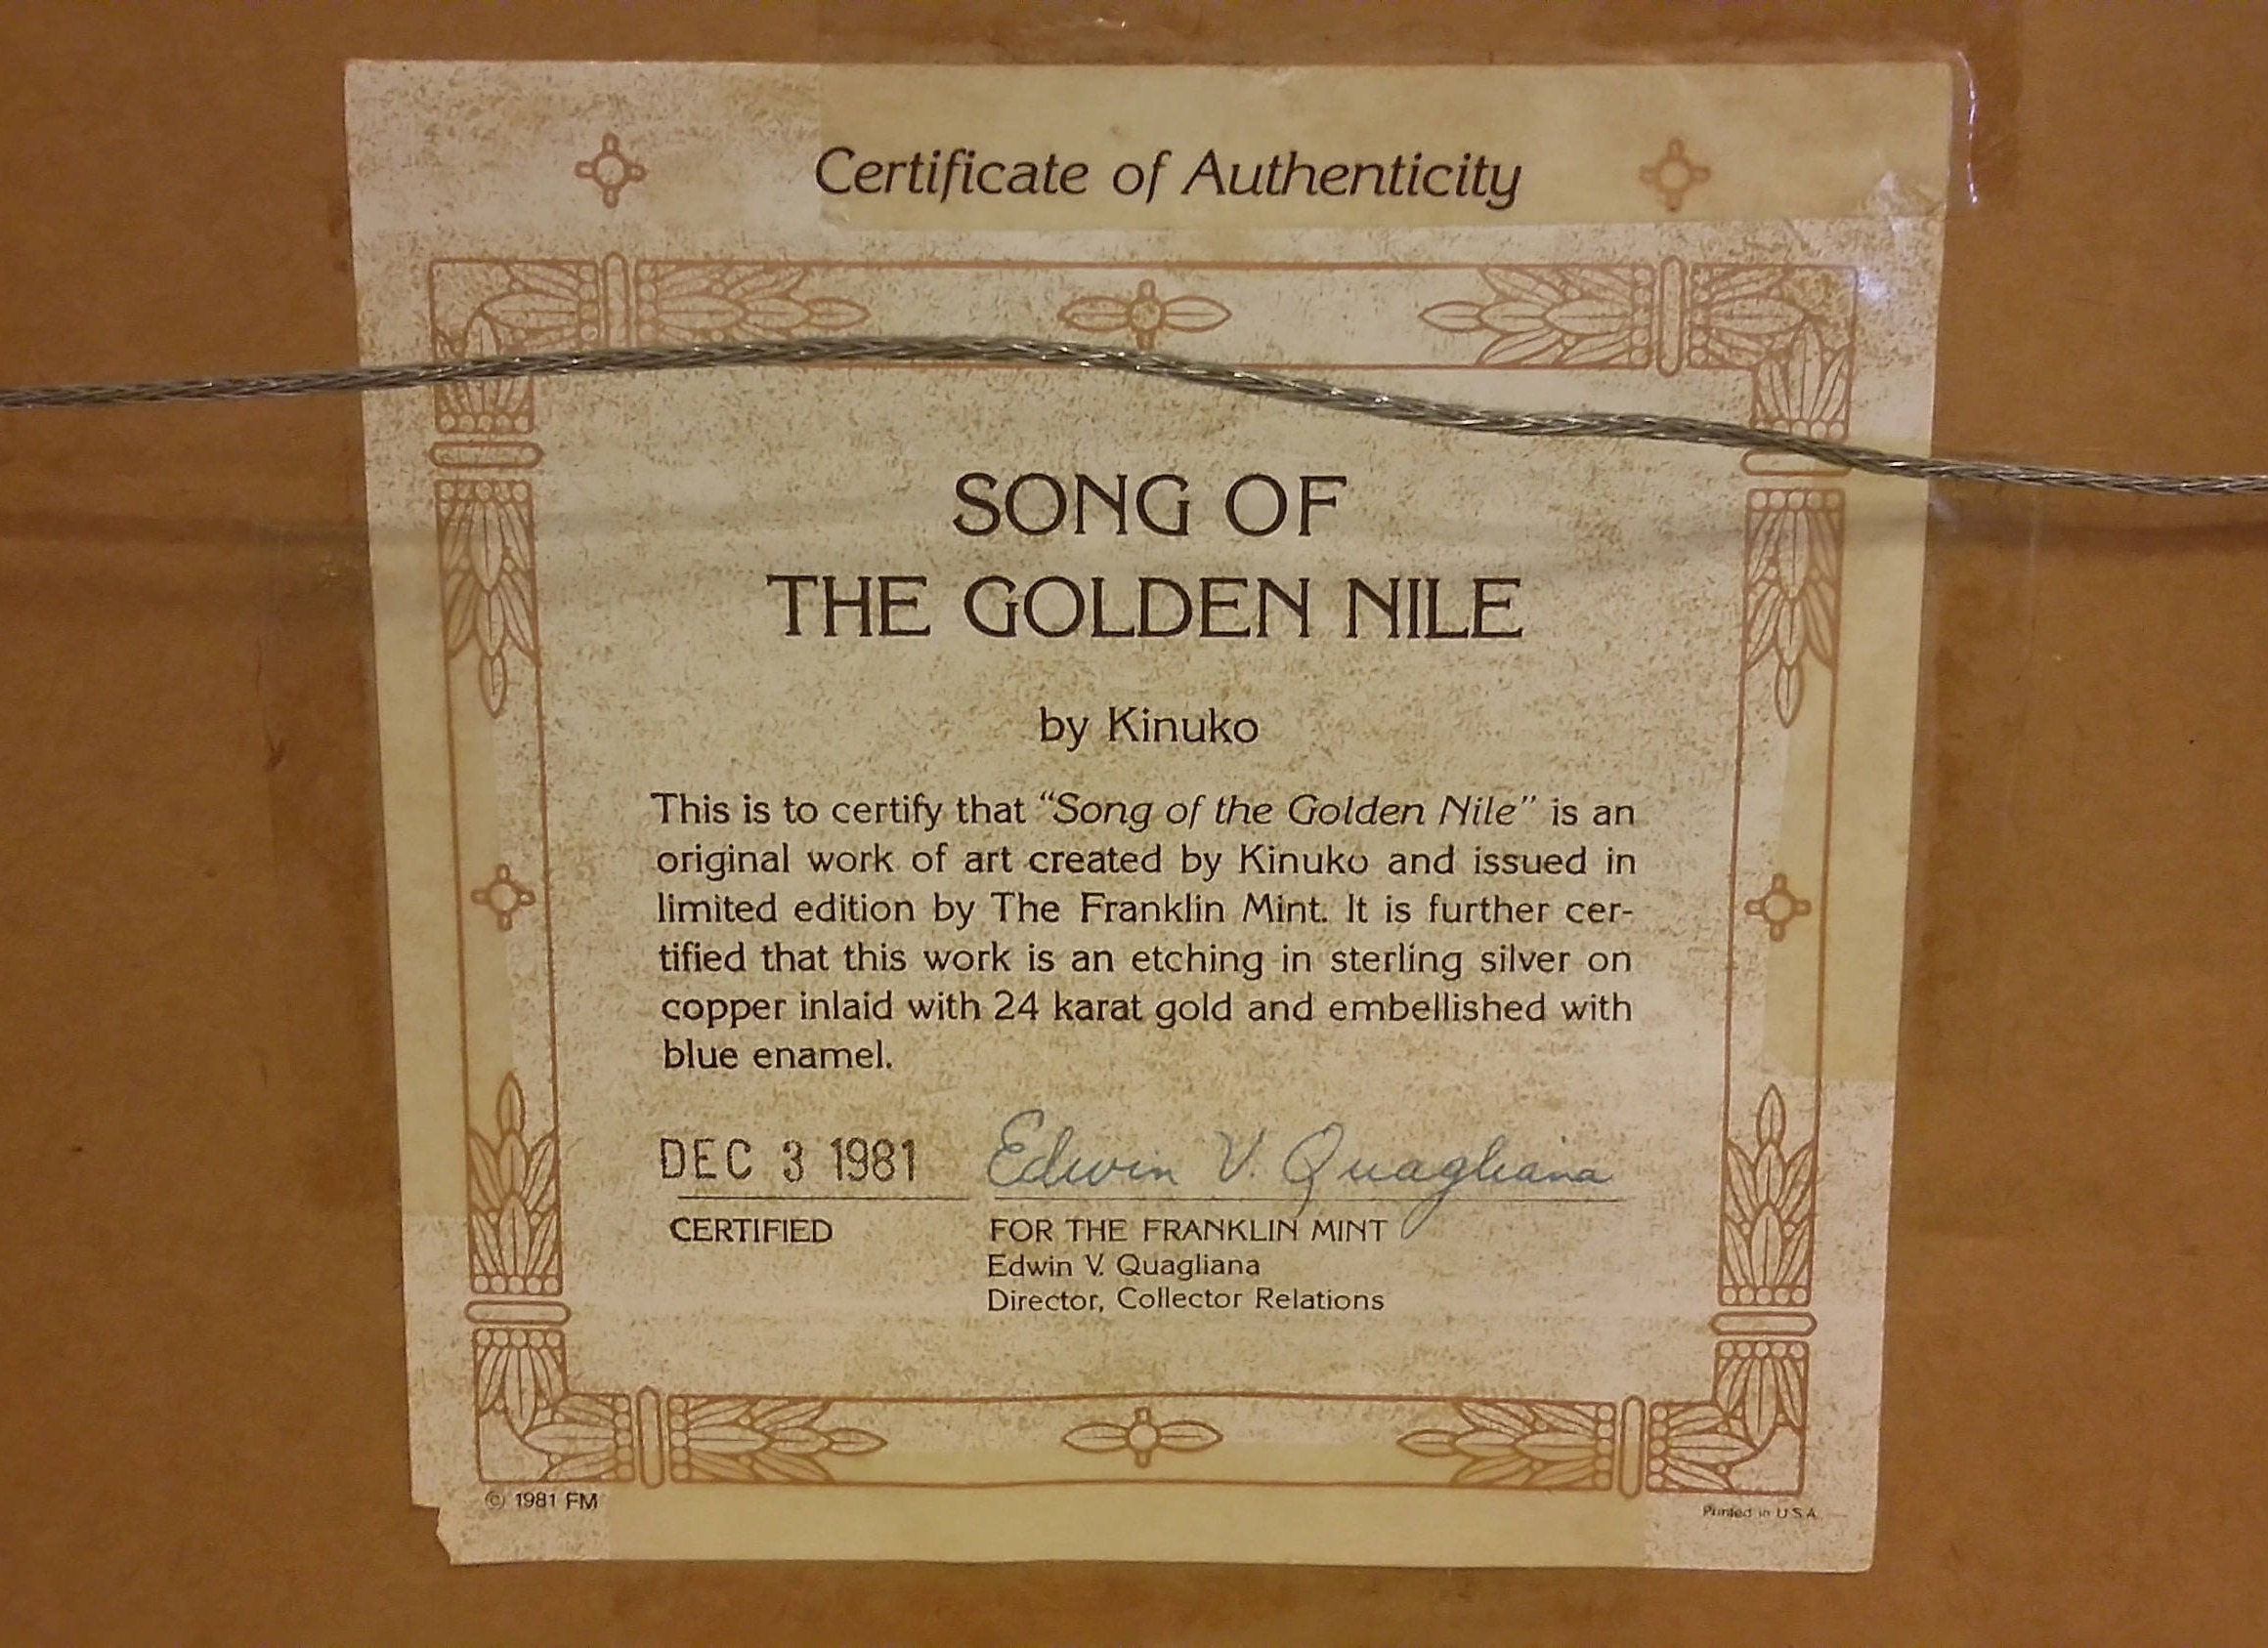 Certificate of Authenticity
SONG OF
THE GOLDEN NILE
by Kinuko
This is to certify that “Song of the Golden Nile” is an
original work of art created by Kinuko and issued in
limited edition by The Franklin Mint. It is further cer-
tified that this work is an etching in sterling silver on
copper inlaid with 24 karat gold and embellished with
blue enamel.
DEC 3 1981 Edwin V. Quagliana
CERTIFIED FOR THE FRANKLIN MINT
Edwin V. Quagliana
Director, Collector Relations
© 1981 FM Printed in U.S.A.